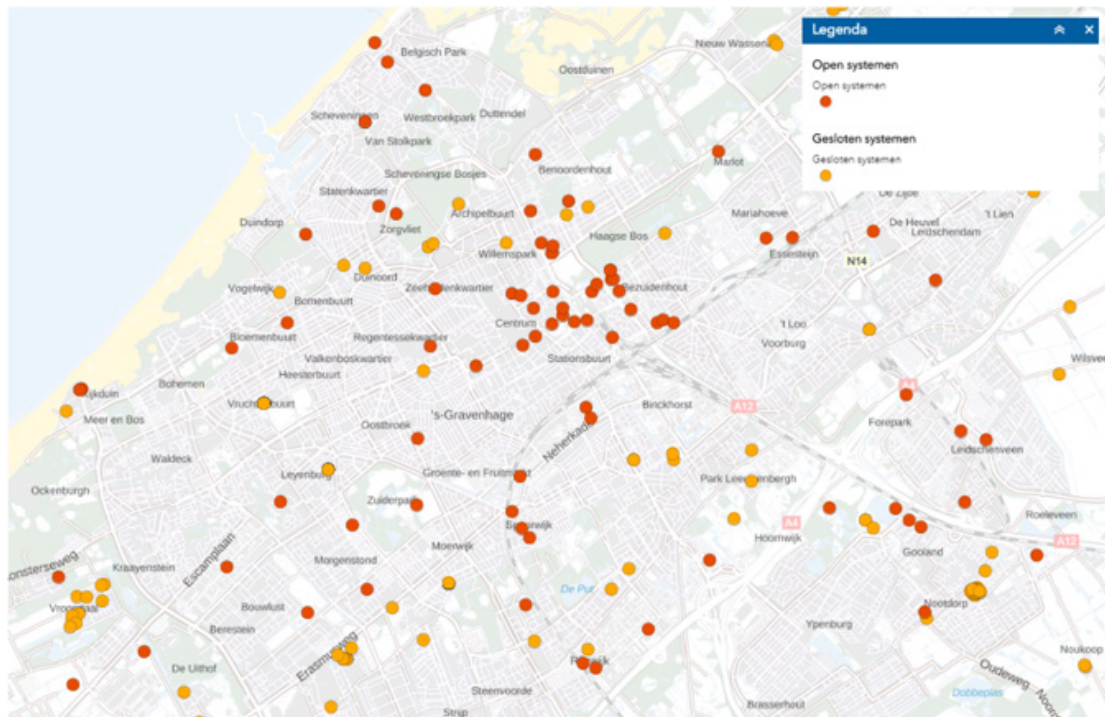 Legenda
Open systemen
Open systemen
Gesloten systemen
Gesloten systemen
Belgisch Park
Nieuw Wassena
Oostduinen
Scheveningen
Westbroekpark
Duttendel
Van Stolkpark
Scheveningse Bosjes
Benoordenhout
Marlot
Statenkwartier
De Zijde
Duindorp
Zorgvliet
Archipelbuurt
Mariahoeve
De Heuvel
't Lien
Leidschendam
Haagse Bos
Willemspark
Essesteijn
N14
Duinoord
Vogelwijk
Bomenbuurt
Zeeheldenkwartier
Bezuidenhout
Bloemenbuurt
Regentessekwartier
Centrum
't Loo
Voorburg
Valkenboskwartier
Stationsbuurt
Wilsve
Heesterbuurt
Bohemen
A4
Kijkduin
Vruchtenbuurt
Meer en Bos
's-Gravenhage
Binckhorst
A12
Forepark
Oostbroek
Neherkade
Waldeck
Leidschenveen
Leyenburg
Groente- en Fruitmarkt
Park Leeuwenbergh
Ockenburgh
Zuiderpark
Roeleveen
A4
Spoorwijk
Hoornwijk
A12
Escamplaan
Moerwijk
Gooland
Morgenstond
onsterseweg
Kraayenstein
De Put
Vroondaal
Bouwlust
Nootdorp
Berestein
Ypenburg
Erasmusweg
Noukoop
De Uithof
Rijswijk
Oudeweg
Steenvoorde
Dobbeplas
Noor
Strijp
Brasserhout